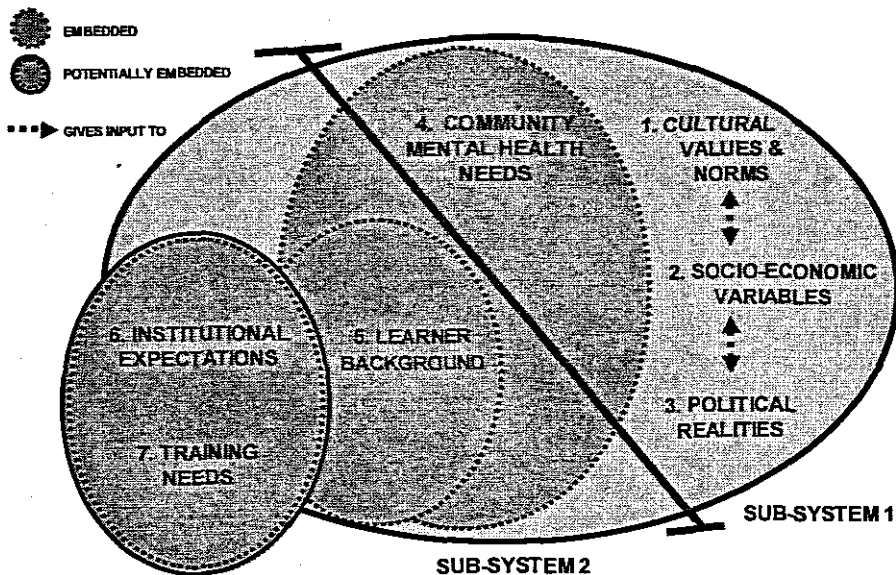 EMBEDDED
POTENTIALLY EMBEDDED
GIVES INPUT TO
4. COMMUNITY
MENTAL HEALTH
NEEDS
1. CULTURAL
VALUES &
NORMS
2. SOCIO-ECONOMIC
VARIABLES
3. POLITICAL
REALITIES
6. INSTITUTIONAL
EXPECTATIONS
5. LEARNER
BACKGROUND
7. TRAINING
NEEDS
SUB-SYSTEM 1
SUB-SYSTEM 2